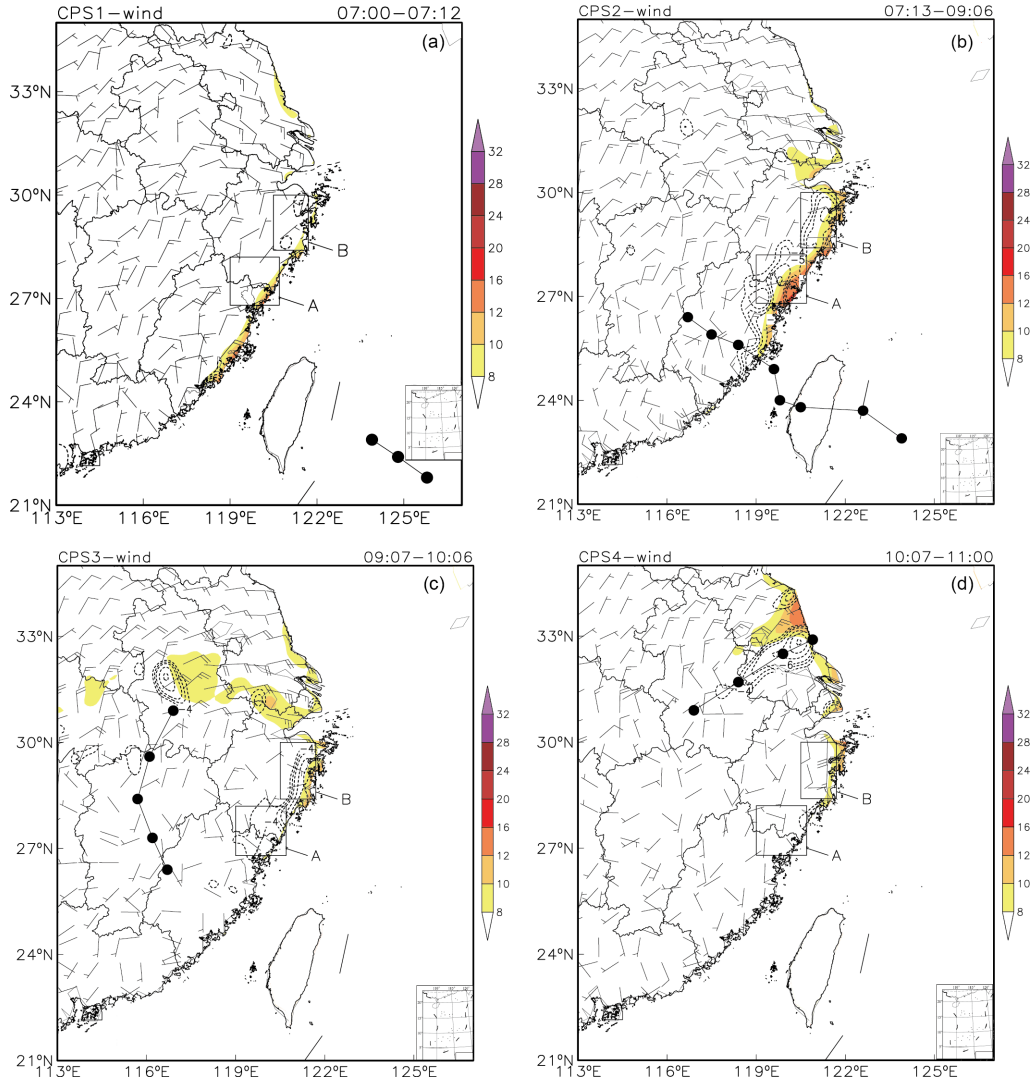 CPS1-wind 07:00-07:12
(a)
33°N
30°N
27°N
24°N
21°N
113°E 116°E 119°E 122°E 125°E
B
A
32
28
24
20
16
12
10
8
CPS2-wind 07:13-09:06
(b)
33°N
30°N
27°N
24°N
21°N
113°E 116°E 119°E 122°E 125°E
B
-5
A
32
28
24
20
16
12
10
8
CPS3-wind 09:07-10:06
(c)
33°N
30°N
27°N
24°N
21°N
113°E 116°E 119°E 122°E 125°E
B
A
32
28
24
20
16
12
10
8
CPS4-wind 10:07-11:00
(d)
33°N
30°N
27°N
24°N
21°N
113°E 116°E 119°E 122°E 125°E
B
A
32
28
24
20
16
12
10
8